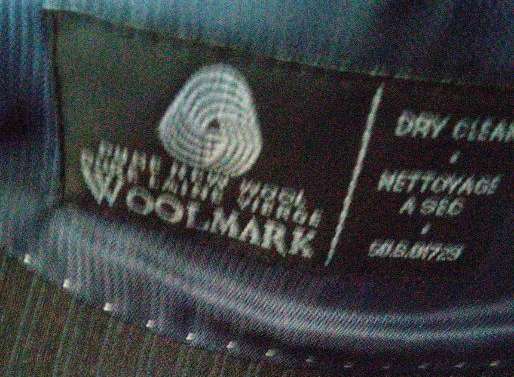 PURE NEW WOOL
PURE LAINE VIERGE
WOOLMARK
DRY CLEAN
NETTOYAGE
A SEC